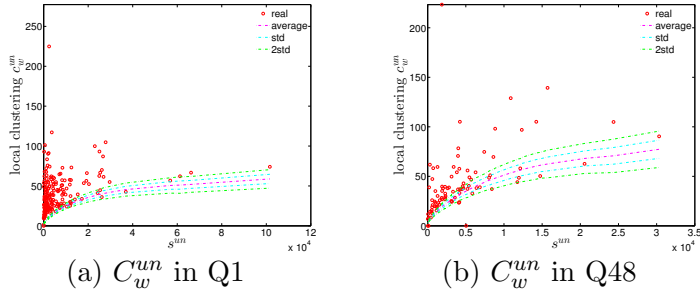 250
200
150
100
50
0
local clustering c_w^{un}
real
average
std
2std
0 2 4 6 8 10 12
s^{un}
x 10^4
(a) C_w^{un} in Q1
200
150
100
50
0
local clustering c_w^{un}
real
average
std
2std
0 0.5 1 1.5 2 2.5 3 3.5
s^{un}
x 10^4
(b) C_w^{un} in Q48